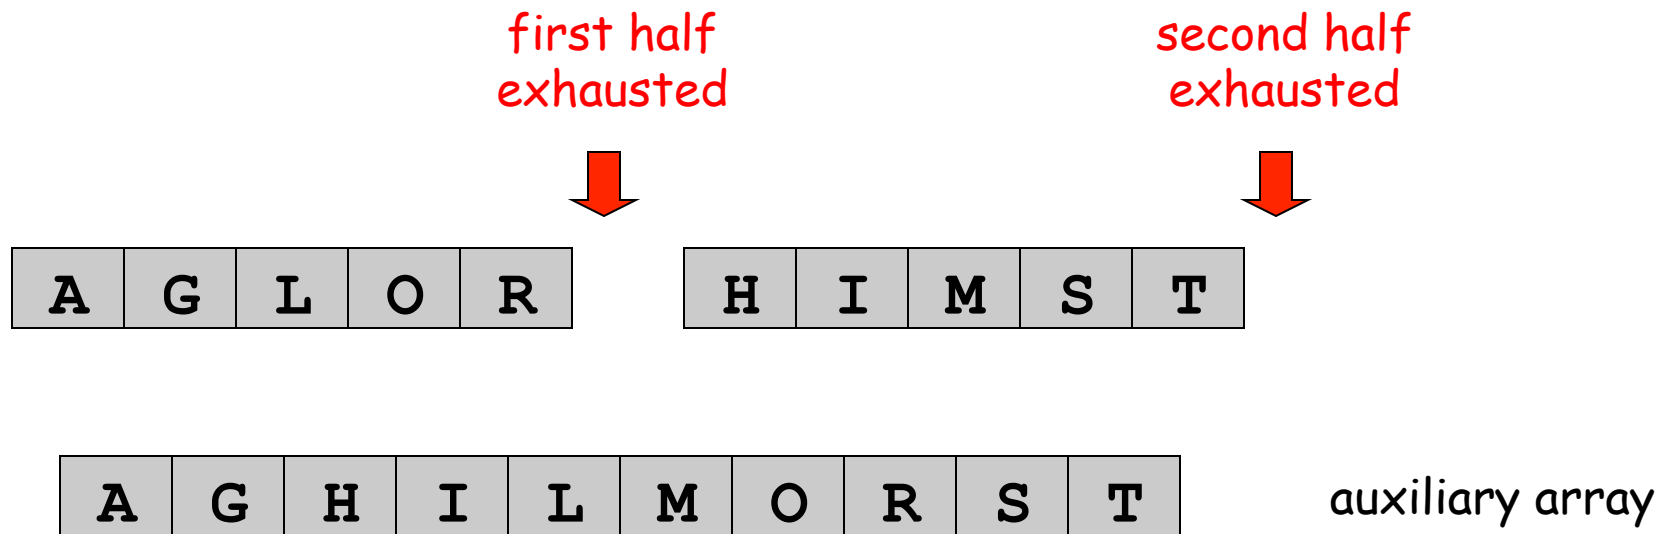 first half
exhausted
second half
exhausted
A G L O R
H I M S T
A G H I L M O R S T
auxiliary array